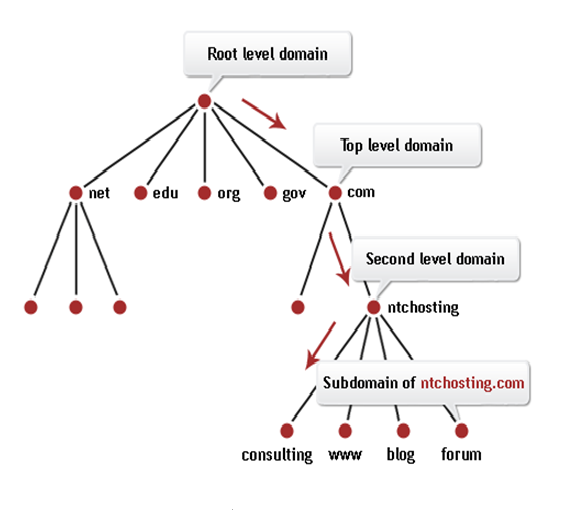 Root level domain
Top level domain
net
edu
org
gov
com
Second level domain
ntchosting
Subdomain of ntchosting.com
consulting
www
blog
forum